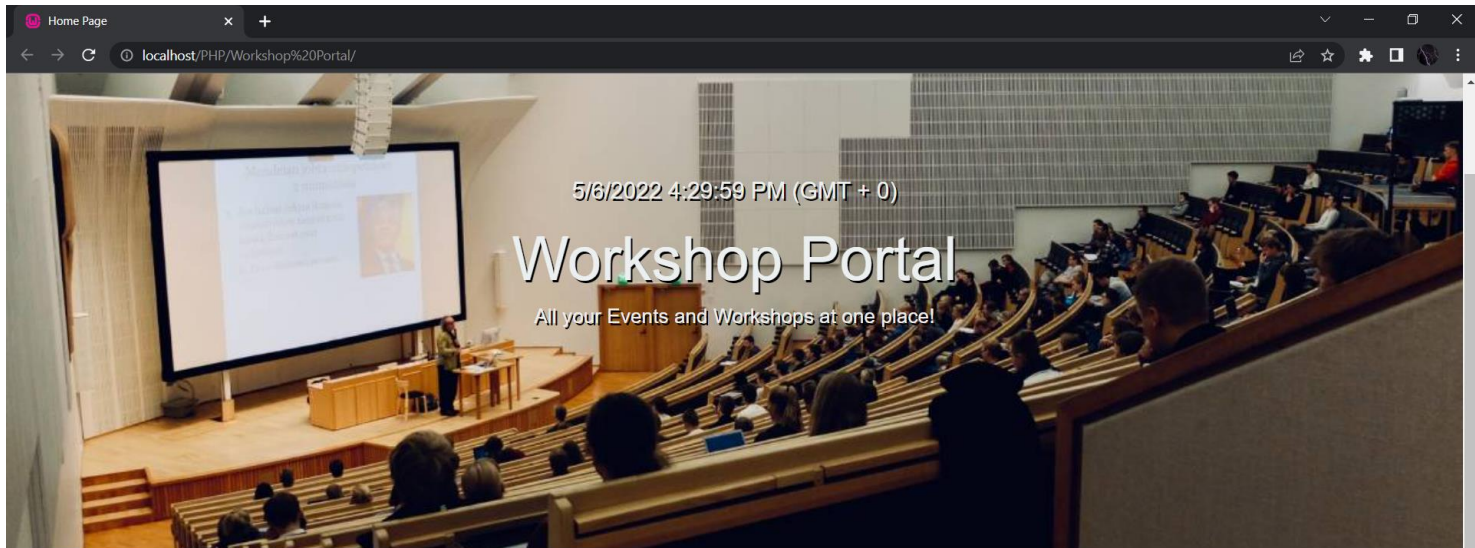 Home Page
localhost/PHP/Workshop%20Portal/
5/6/2022 4:29:59 PM (GMT + 0)
Workshop Portal
All your Events and Workshops at one place!